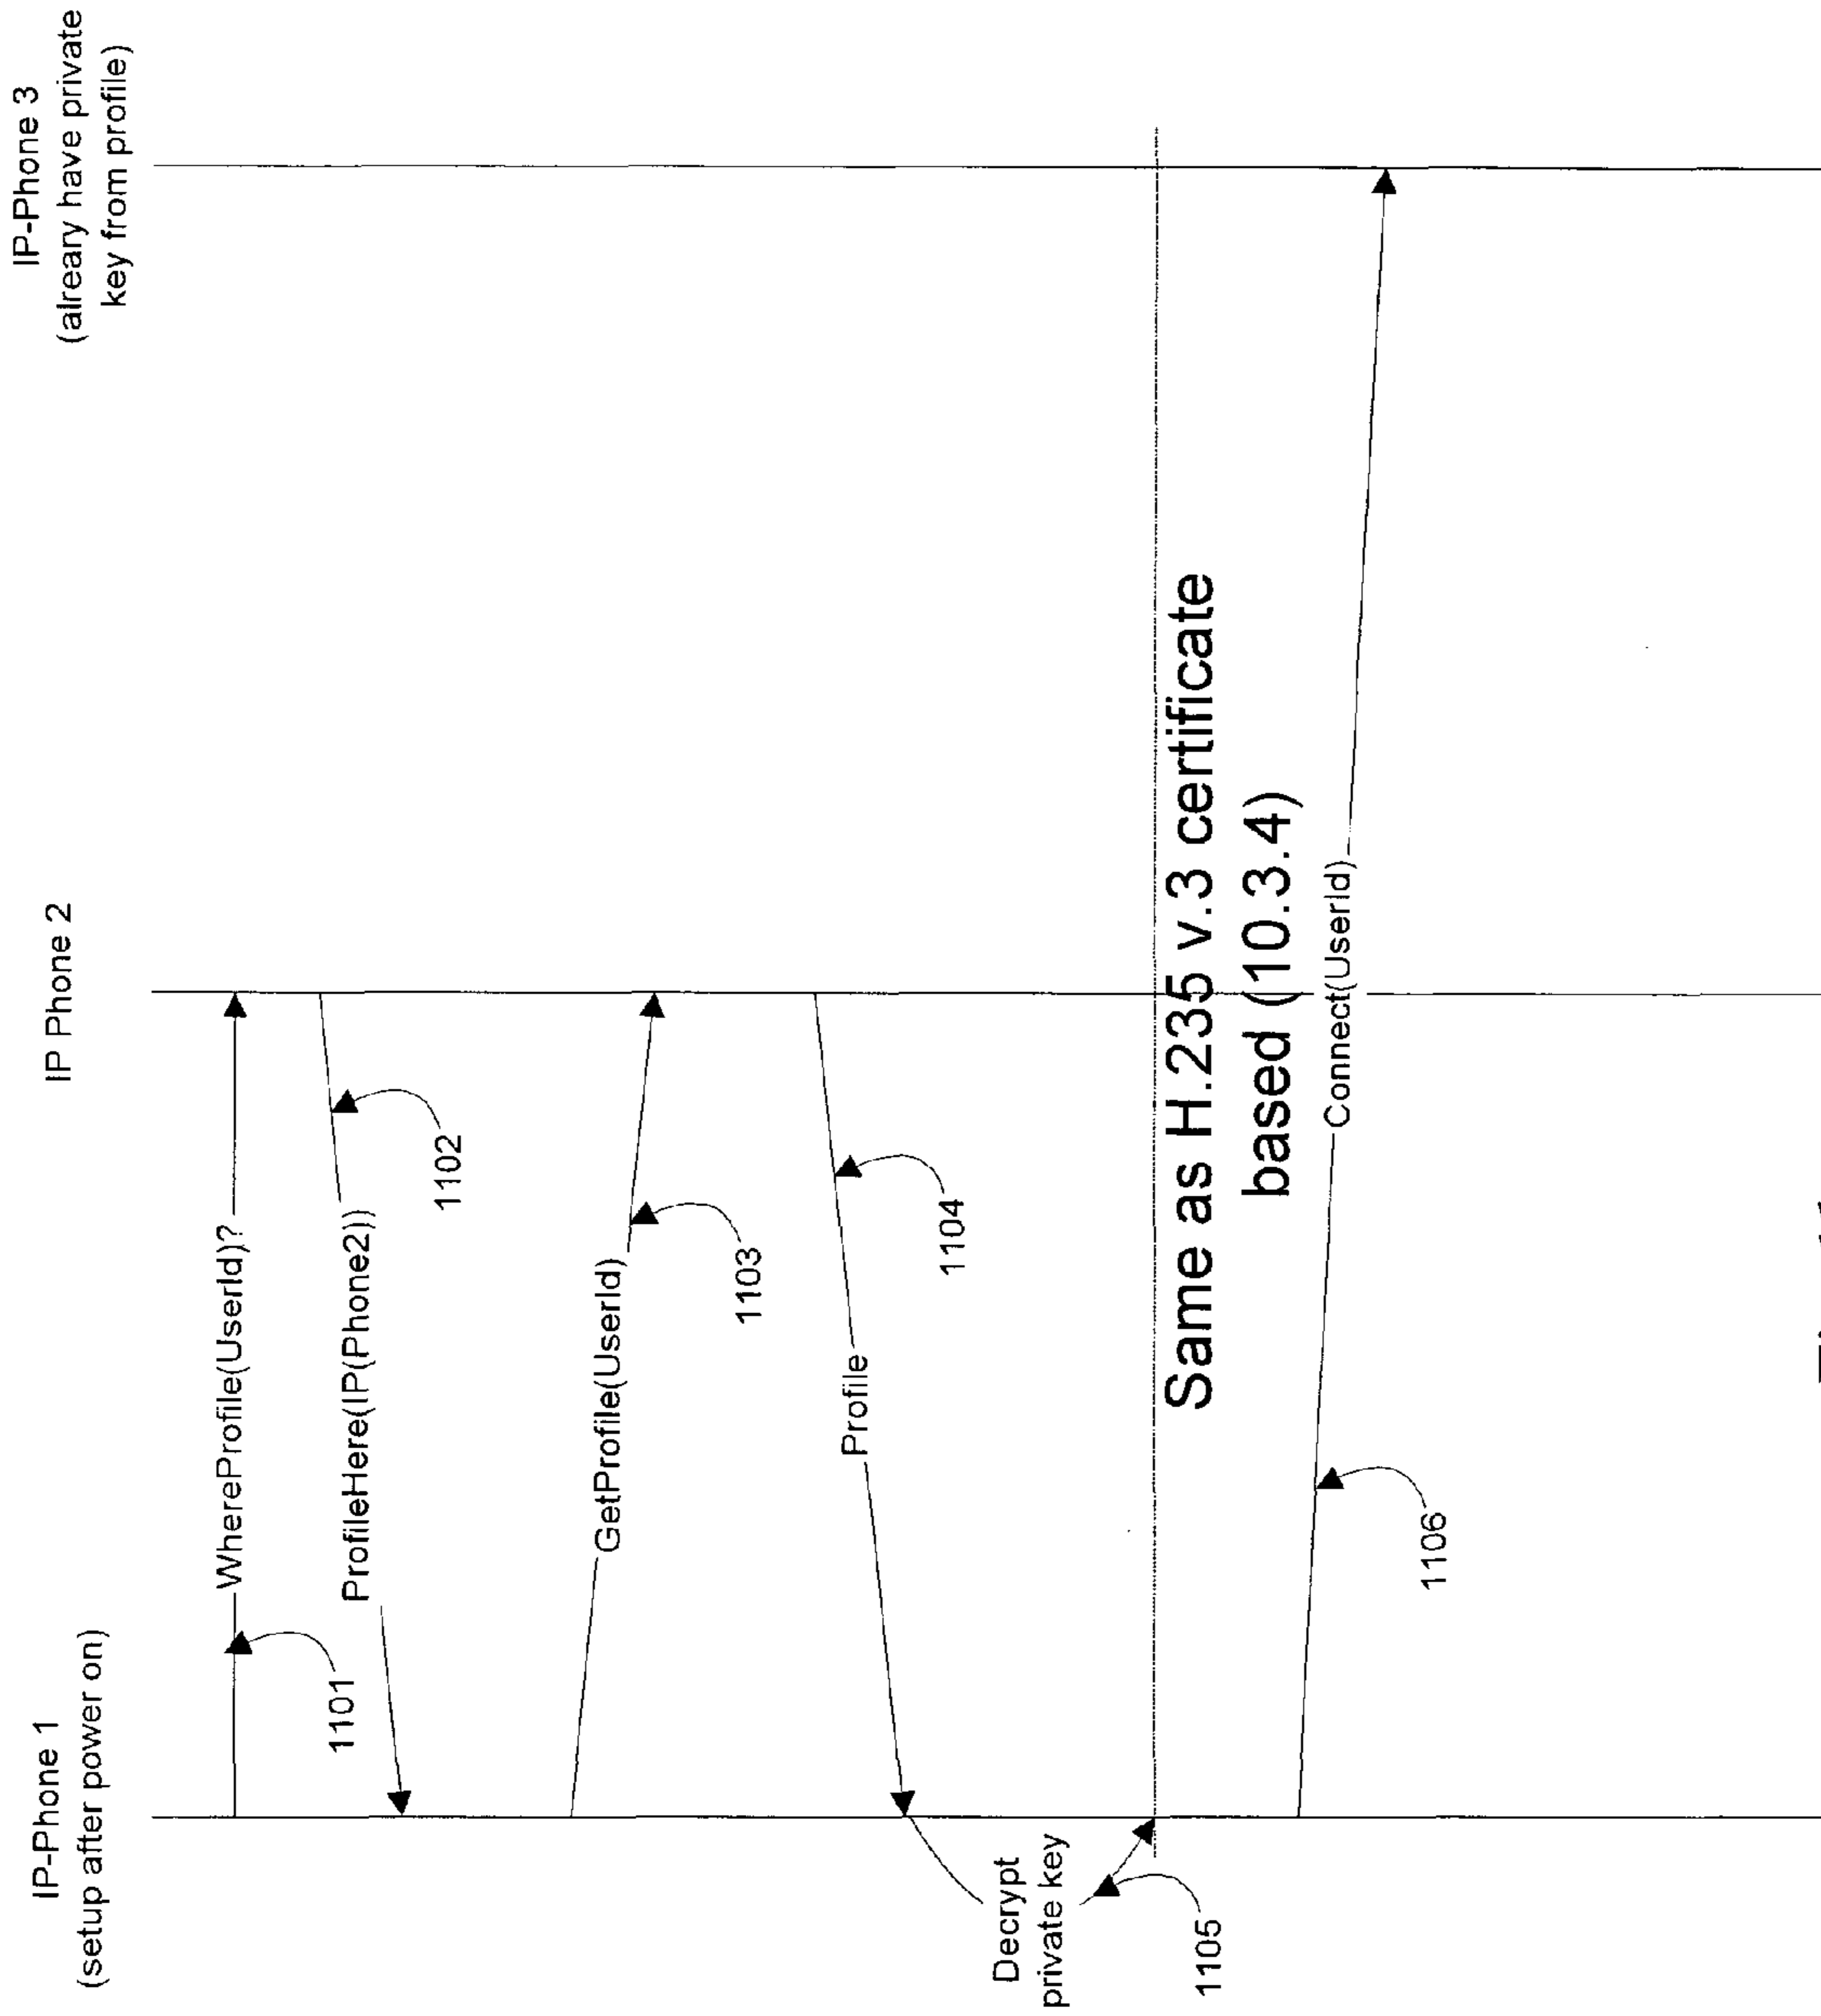 IP-Phone 1
(setup after power on)
IP Phone 2
IP-Phone 3
(alreary have private
key from profile)
WhereProfile(UserId)?
1101
ProfileHere(IP(Phone2))
1102
GetProfile(UserId)
1103
Profile
1104
Decrypt
private key
1105
Same as H.235 v.3 certificate
based (10.3.4)
Connect(UserId)
1106